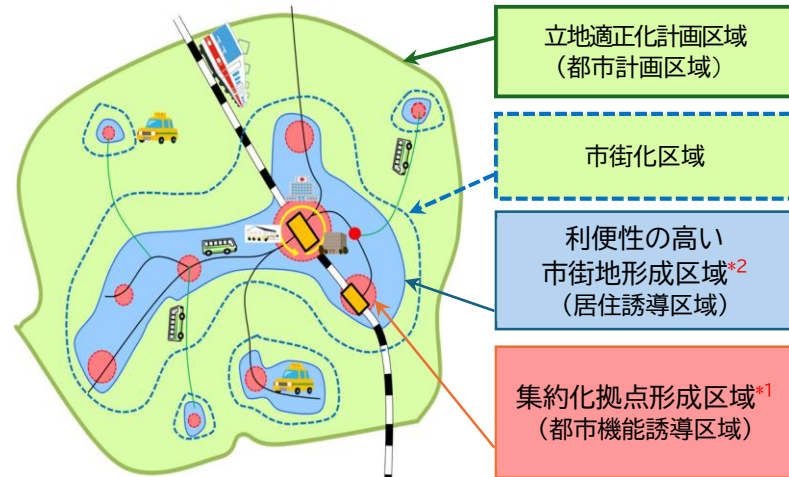 立地適正化計画区域
（都市計画区域）
市街化区域
利便性の高い
市街地形成区域*2
（居住誘導区域）
集約化拠点形成区域*1
（都市機能誘導区域）